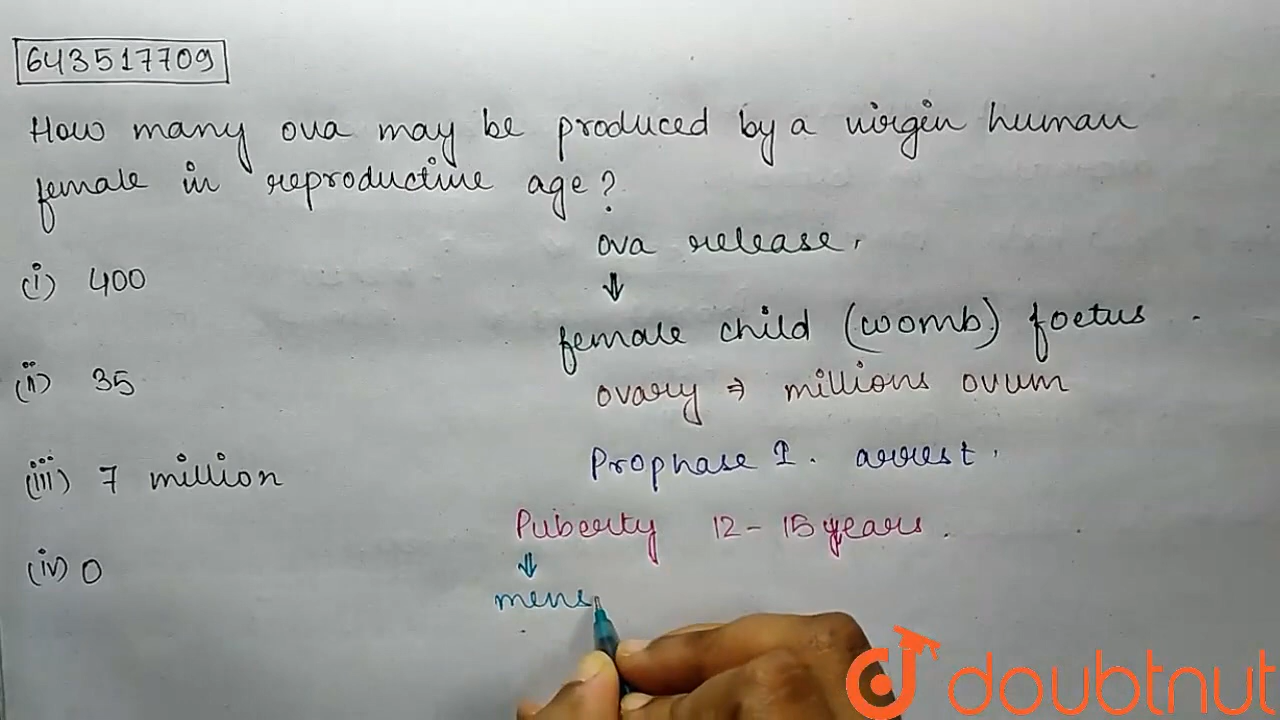 643517709
How many ova may be produced by a virgin human
female in reproductive age?
ova release.
(i) 400
⇓
female child (womb) foetus.
(ii) 35
ovary ⇒ millions ovum
(iii) 7 million
Prophase I. arrest.
Puberty 12-15 years.
⇓
(iv) 0
mens
doubtnut